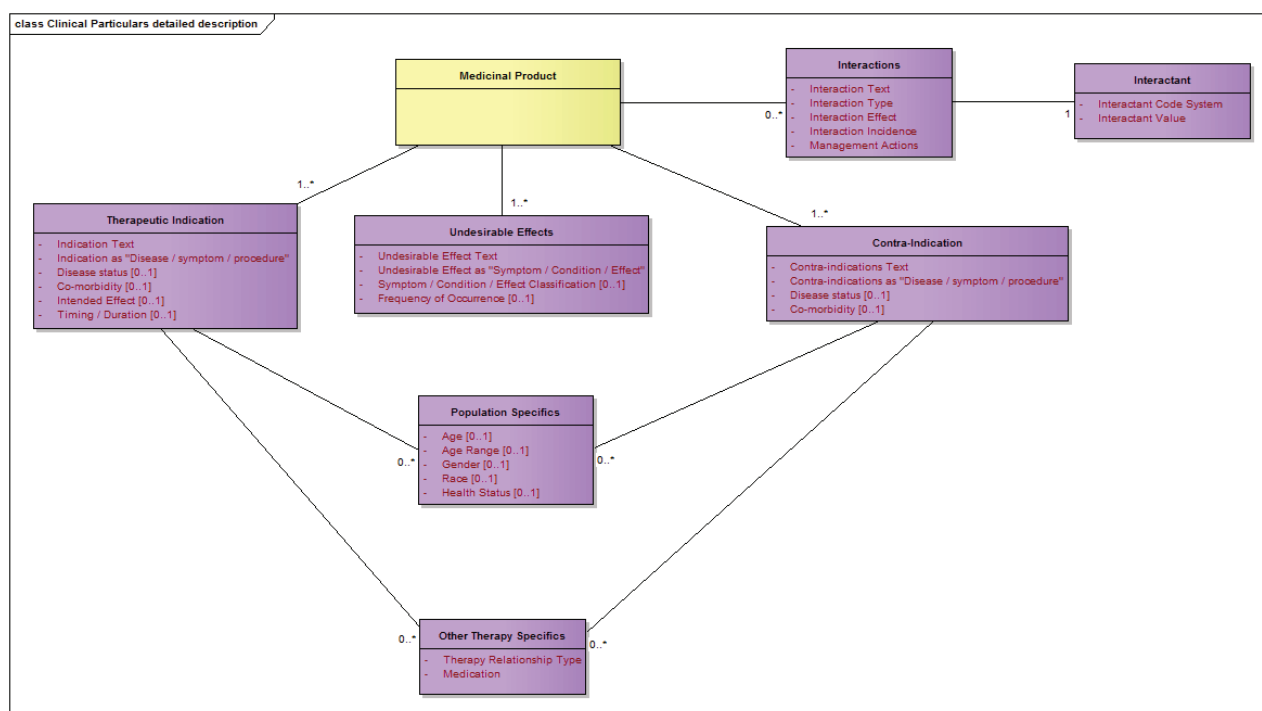 class Clinical Particulars detailed description
Medicinal Product
Interactions
- Interaction Text
- Interaction Type
- Interaction Effect
- Interaction Incidence
- Management Actions
0..*
Interactant
- Interactant Code System
- Interactant Value
1
1..*
1..*
1..*
Therapeutic Indication
- Indication Text
- Indication as "Disease / symptom / procedure"
- Disease status [0..1]
- Co-morbidity [0..1]
- Intended Effect [0..1]
- Timing / Duration [0..1]
Undesirable Effects
- Undesirable Effect Text
- Undesirable Effect as "Symptom / Condition / Effect"
- Symptom / Condition / Effect Classification [0..1]
- Frequency of Occurrence [0..1]
Contra-Indication
- Contra-indications Text
- Contra-indications as "Disease / symptom / procedure"
- Disease status [0..1]
- Co-morbidity [0..1]
Population Specifics
- Age [0..1]
- Age Range [0..1]
- Gender [0..1]
- Race [0..1]
- Health Status [0..1]
0..*
0..*
Other Therapy Specifics
- Therapy Relationship Type
- Medication
0..*
0..*